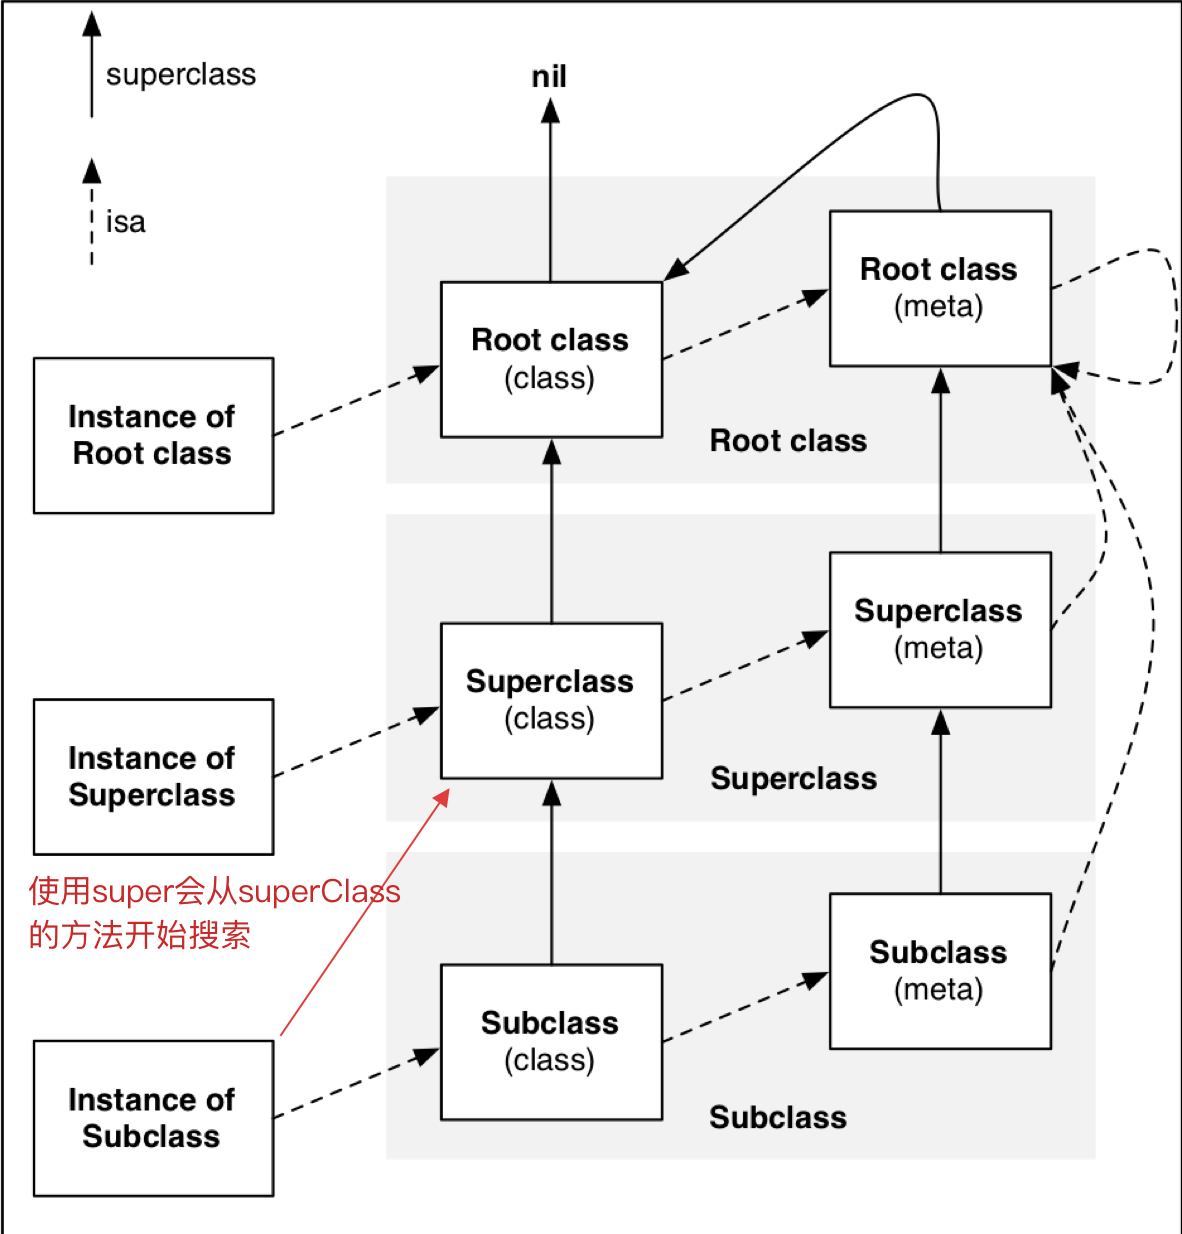 superclass
nil
isa
Root class
(meta)
Root class
(class)
Instance of
Root class
Root class
Superclass
(meta)
Superclass
(class)
Instance of
Superclass
Superclass
使用super会从superClass
的方法开始搜索
Subclass
(meta)
Subclass
(class)
Instance of
Subclass
Subclass